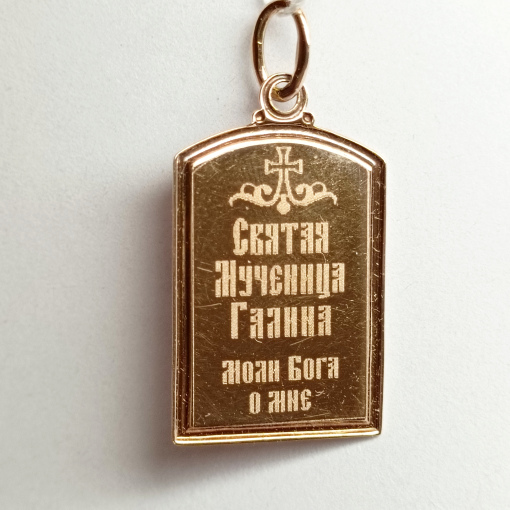 Святая
Мученица
Галина
моли Бога
о мне